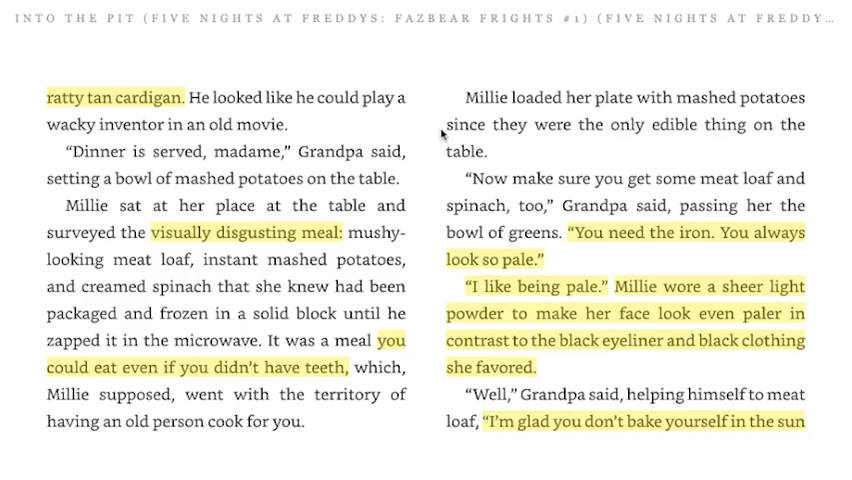 INTO THE PIT (FIVE NIGHTS AT FREDDYS: FAZBEAR FRIGHTS #1) (FIVE NIGHTS AT FREDDY...
ratty tan cardigan. He looked like he could play a
wacky inventor in an old movie.
“Dinner is served, madame,” Grandpa said,
setting a bowl of mashed potatoes on the table.
Millie sat at her place at the table and
surveyed the visually disgusting meal: mushy-
looking meat loaf, instant mashed potatoes,
and creamed spinach that she knew had been
packaged and frozen in a solid block until he
zapped it in the microwave. It was a meal you
could eat even if you didn’t have teeth, which,
Millie supposed, went with the territory of
having an old person cook for you.
Millie loaded her plate with mashed potatoes
since they were the only edible thing on the
table.
“Now make sure you get some meat loaf and
spinach, too,” Grandpa said, passing her the
bowl of greens. “You need the iron. You always
look so pale.”
“I like being pale.” Millie wore a sheer light
powder to make her face look even paler in
contrast to the black eyeliner and black clothing
she favored.
“Well,” Grandpa said, helping himself to meat
loaf, “I’m glad you don’t bake yourself in the sun